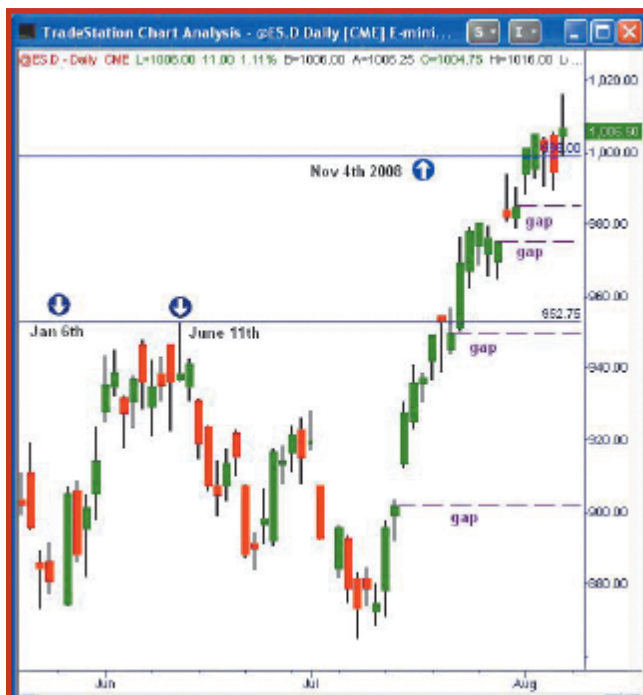 TradeStation Chart Analysis - @ES.D Daily [CME] E-mini... S I
@ES.D - Daily CME L=1006.00 11.00 1.11% B=1006.00 A=1006.25 O=1004.75 Hi=1016.00 Lo...
1,020.00
1,006.50
1,000.00
Nov 4th 2008
980.00
gap
gap
960.00
952.75
Jan 6th
June 11th
gap
940.00
920.00
900.00
gap
880.00
Jun
Jul
Aug